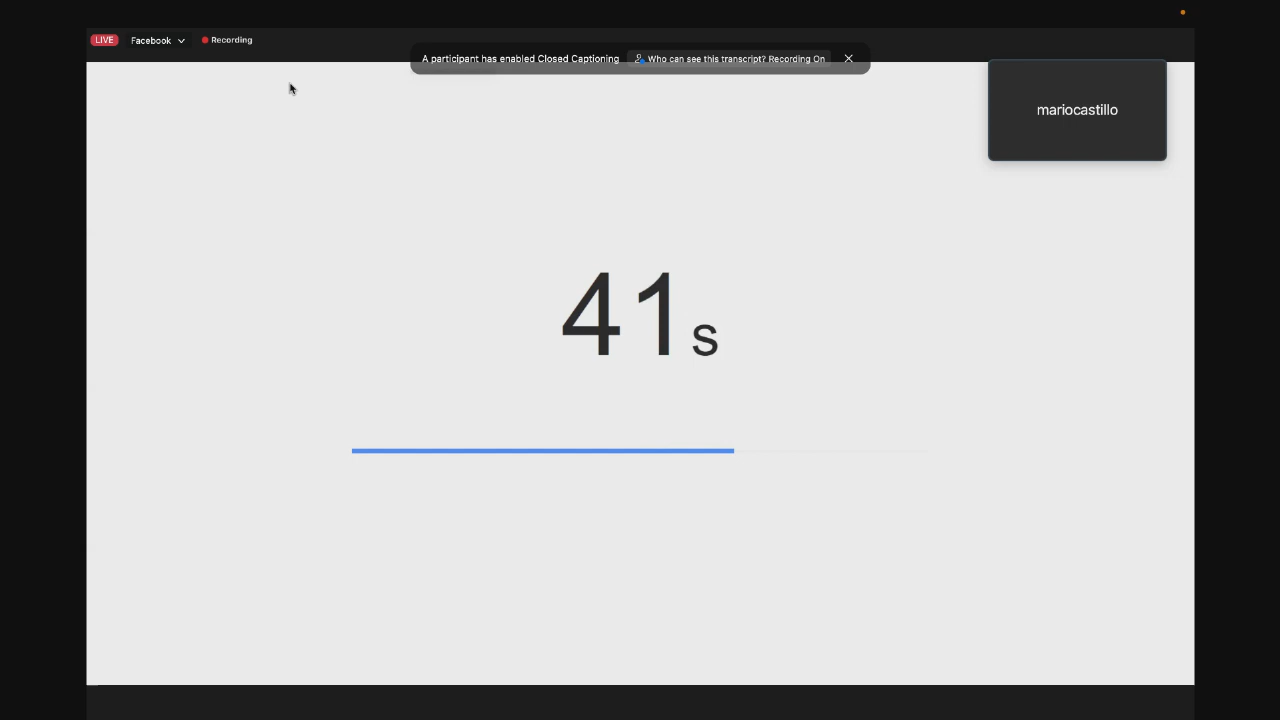 LIVE Facebook Recording
A participant has enabled Closed Captioning Who can see this transcript? Recording On
mariocastillo
41s